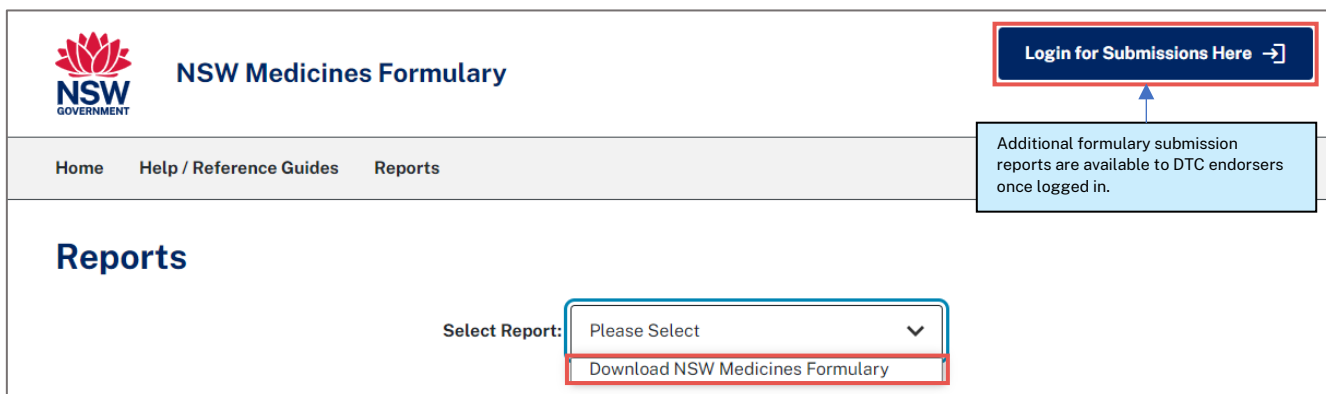 NSW
GOVERNMENT
NSW Medicines Formulary
Login for Submissions Here
Additional formulary submission
reports are available to DTC endorsers
once logged in.
Home Help / Reference Guides Reports
Reports
Select Report: Please Select
Download NSW Medicines Formulary